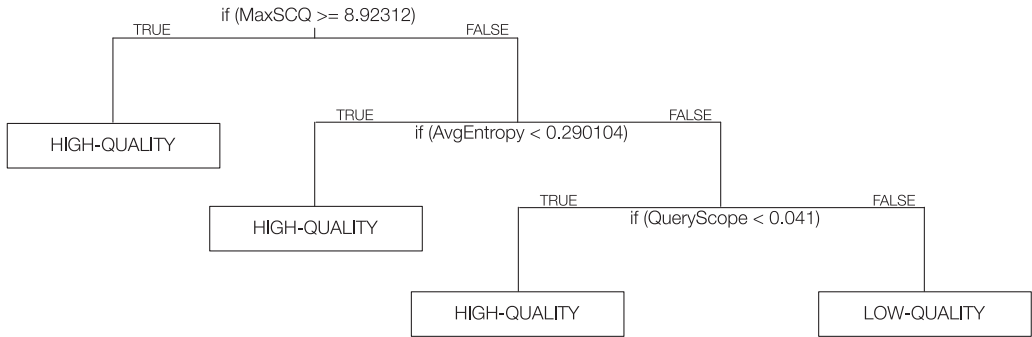 if (MaxSCQ >= 8.92312)
TRUE
FALSE
HIGH-QUALITY
TRUE
FALSE
if (AvgEntropy < 0.290104)
HIGH-QUALITY
TRUE
FALSE
if (QueryScope < 0.041)
HIGH-QUALITY
LOW-QUALITY